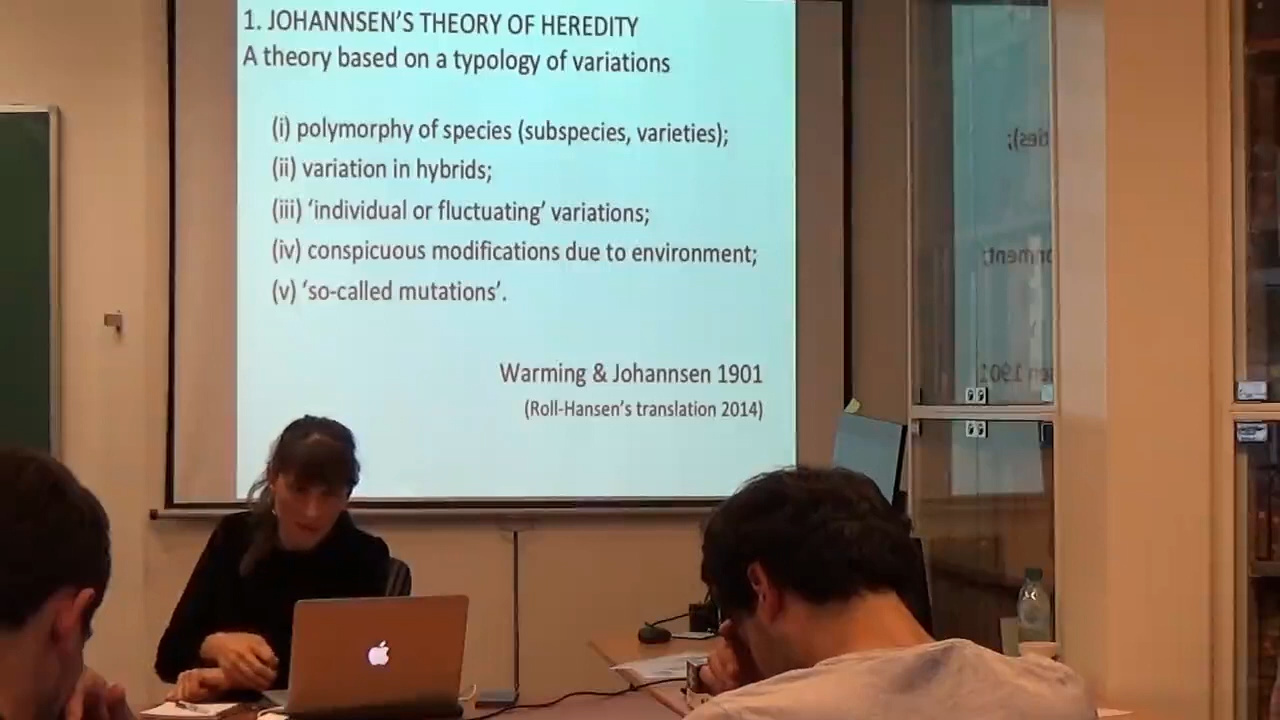 1. JOHANNSEN'S THEORY OF HEREDITY
A theory based on a typology of variations
(i) polymorphy of species (subspecies, varieties);
(ii) variation in hybrids;
(iii) ‘individual or fluctuating’ variations;
(iv) conspicuous modifications due to environment;
(v) ‘so-called mutations’.
Warming & Johannsen 1901
(Roll-Hansen's translation 2014)